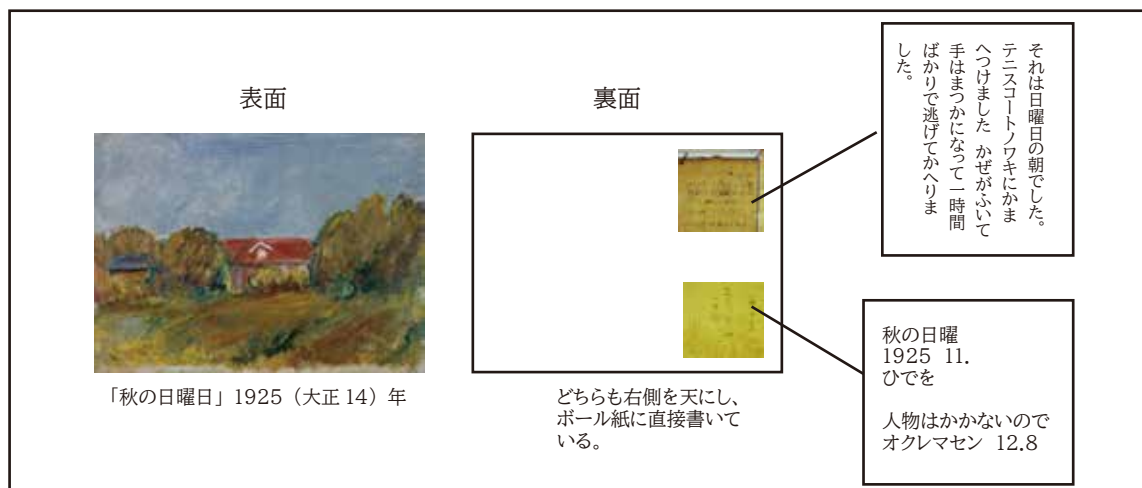 表面
「秋の日曜日」1925（大正 14）年
裏面
どちらも右側を天にし、
ボール紙に直接書いて
いる。
それは日曜日の朝でした。
テニスコートノワキにかま
へつけました かぜがふいて
手はまつかになって一時間
ばかりで逃げてかへりま
した。
秋の日曜
1925 11.
ひでを
人物はかかないので
オクレマセン 12.8